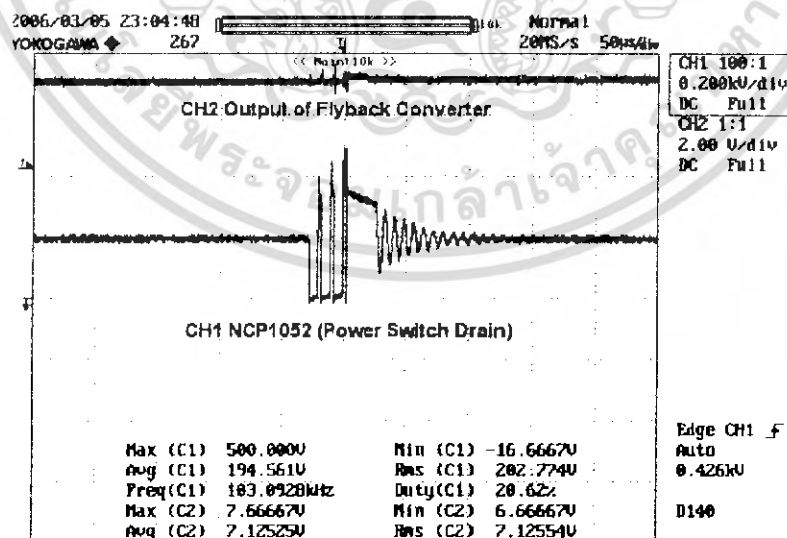 2006/03/05 23:04:48
Normal
YOKOGAWA
267
20MS/s 50µs/div
<< Main:10k >>
CH1 100:1
0.200kV/div
DC Full
CH2 1:1
2.00 V/div
DC Full
CH2 Output of Flyback Converter
CH1 NCP1052 (Power Switch Drain)
Max (C1) 500.000V Min (C1) -16.6667V
Avg (C1) 194.561V Rms (C1) 202.774V
Freq(C1) 103.0928kHz Duty(C1) 20.62%
Max (C2) 7.66667V Min (C2) 6.66667V
Avg (C2) 7.12525V Rms (C2) 7.12554V
Edge CH1
Auto
0.426kV
D140